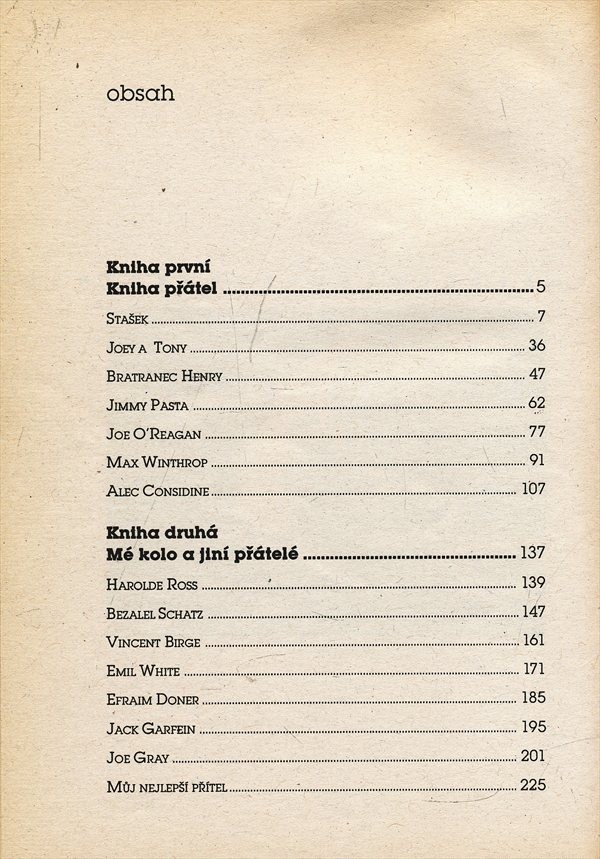 obsah
Kniha první
Kniha přátel ........ 5
Stašek ........ 7
Joey a Tony ........ 36
Bratranec Henry ........ 47
Jimmy Pasta ........ 62
Joe O'Reagan ........ 77
Max Winthrop ........ 91
Alec Considine ........ 107
Kniha druhá
Mé kolo a jiní přátelé ........ 137
Harolde Ross ........ 139
Bezalel Schatz ........ 147
Vincent Birge ........ 161
Emil White ........ 171
Efraim Doner ........ 185
Jack Garfein ........ 195
Joe Gray ........ 201
Můj nejlepší přítel ........ 225